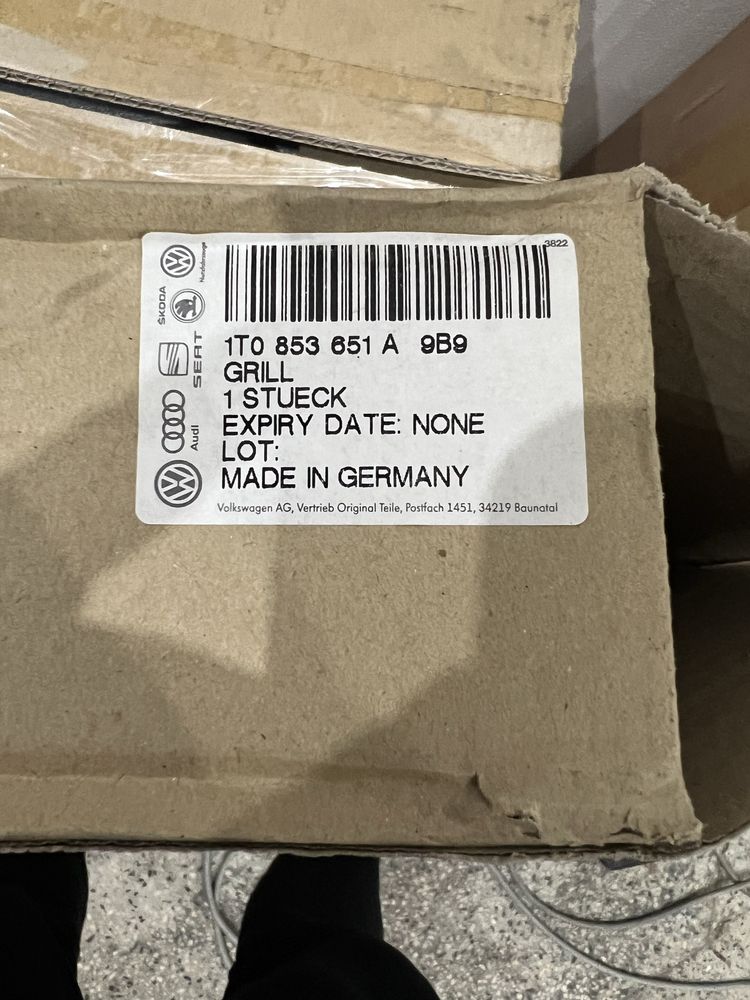 3822
1T0 853 651 A 9B9
GRILL
1 STUECK
EXPIRY DATE: NONE
LOT:
MADE IN GERMANY
Volkswagen AG, Vertrieb Original Teile, Postfach 1451, 34219 Baunatal
Nutzfahrzeuge
ŠKODA
SEAT
Audi